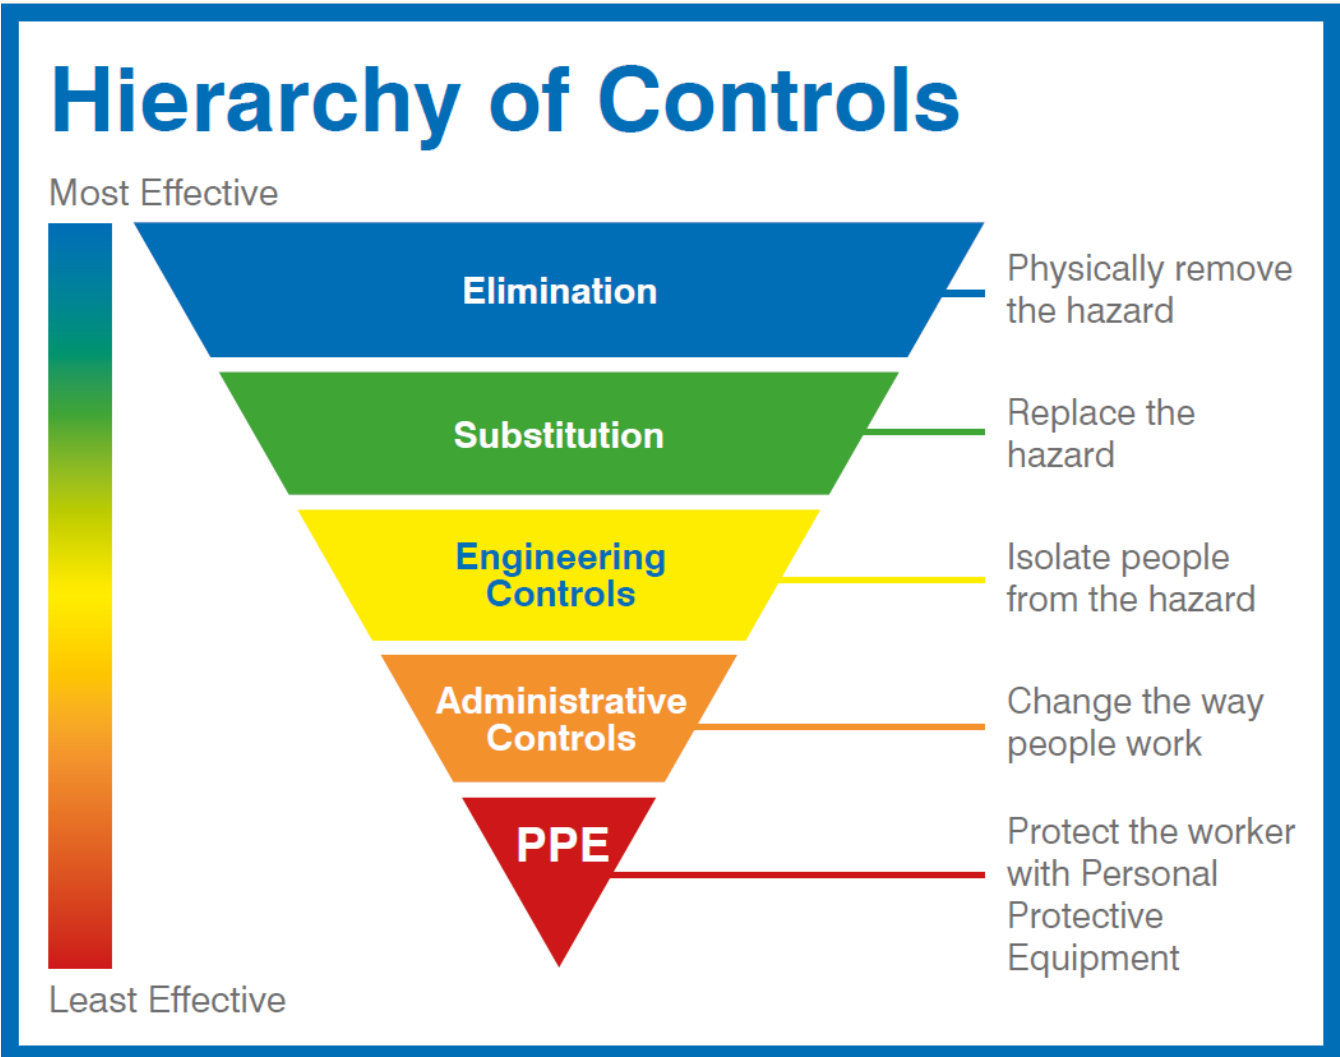 Hierarchy of Controls
Most Effective
Elimination
Physically remove
the hazard
Substitution
Replace the
hazard
Engineering
Controls
Isolate people
from the hazard
Administrative
Controls
Change the way
people work
PPE
Protect the worker
with Personal
Protective
Equipment
Least Effective